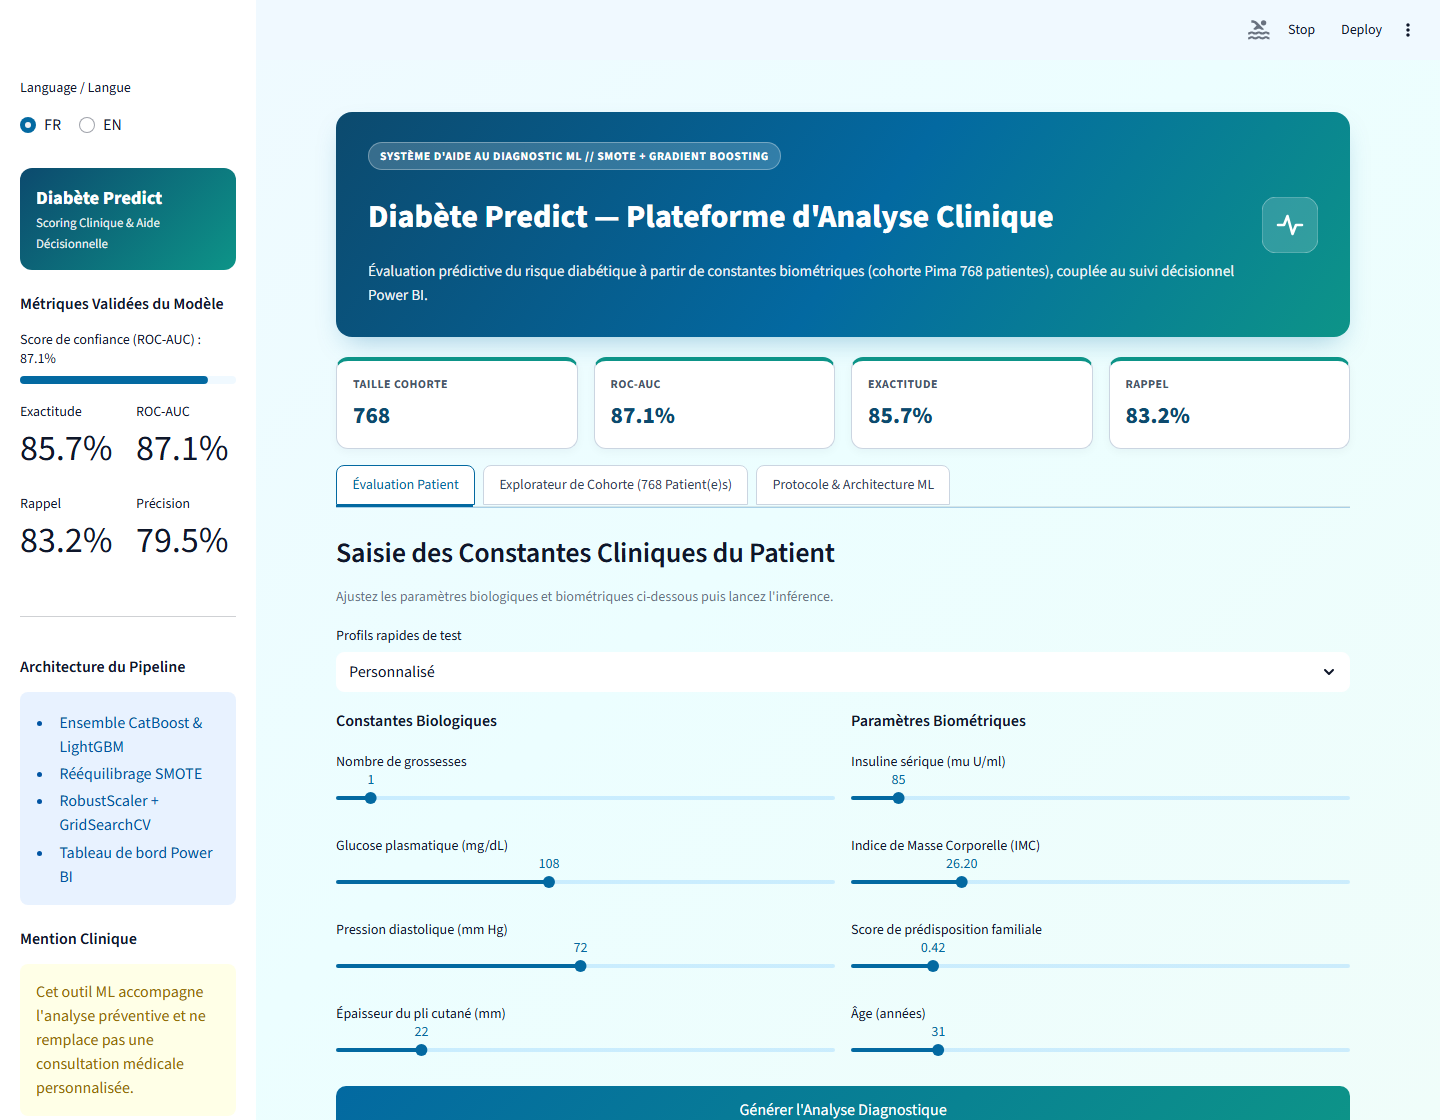 Stop
Deploy
Language / Langue
FR
EN
Diabète Predict
Scoring Clinique & Aide
Décisionnelle
Métriques Validées du Modèle
Score de confiance (ROC-AUC) :
87.1%
Exactitude
ROC-AUC
85.7%
87.1%
Rappel
Précision
83.2%
79.5%
Architecture du Pipeline
Ensemble CatBoost &
LightGBM
Rééquilibrage SMOTE
RobustScaler +
GridSearchCV
Tableau de bord Power
BI
Mention Clinique
Cet outil ML accompagne
l'analyse préventive et ne
remplace pas une
consultation médicale
personnalisée.
SYSTÈME D'AIDE AU DIAGNOSTIC ML // SMOTE + GRADIENT BOOSTING
Diabète Predict — Plateforme d'Analyse Clinique
Évaluation prédictive du risque diabétique à partir de constantes biométriques (cohorte Pima 768 patientes), couplée au suivi décisionnel
Power BI.
TAILLE COHORTE
768
ROC-AUC
87.1%
EXACTITUDE
85.7%
RAPPEL
83.2%
Évaluation Patient
Explorateur de Cohorte (768 Patient(e)s)
Protocole & Architecture ML
Saisie des Constantes Cliniques du Patient
Ajustez les paramètres biologiques et biométriques ci-dessous puis lancez l'inférence.
Profils rapides de test
Personnalisé
Constantes Biologiques
Nombre de grossesses
1
Glucose plasmatique (mg/dL)
108
Pression diastolique (mm Hg)
72
Épaisseur du pli cutané (mm)
22
Paramètres Biométriques
Insuline sérique (mu U/ml)
85
Indice de Masse Corporelle (IMC)
26.20
Score de prédisposition familiale
0.42
Âge (années)
31
Générer l'Analyse Diagnostique